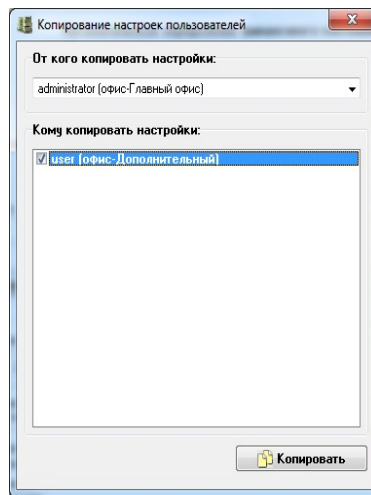 Копирование настроек пользователей
От кого копировать настройки:
administrator (офис-Главный офис)
Кому копировать настройки:
user (офис-Дополнительный)
Копировать